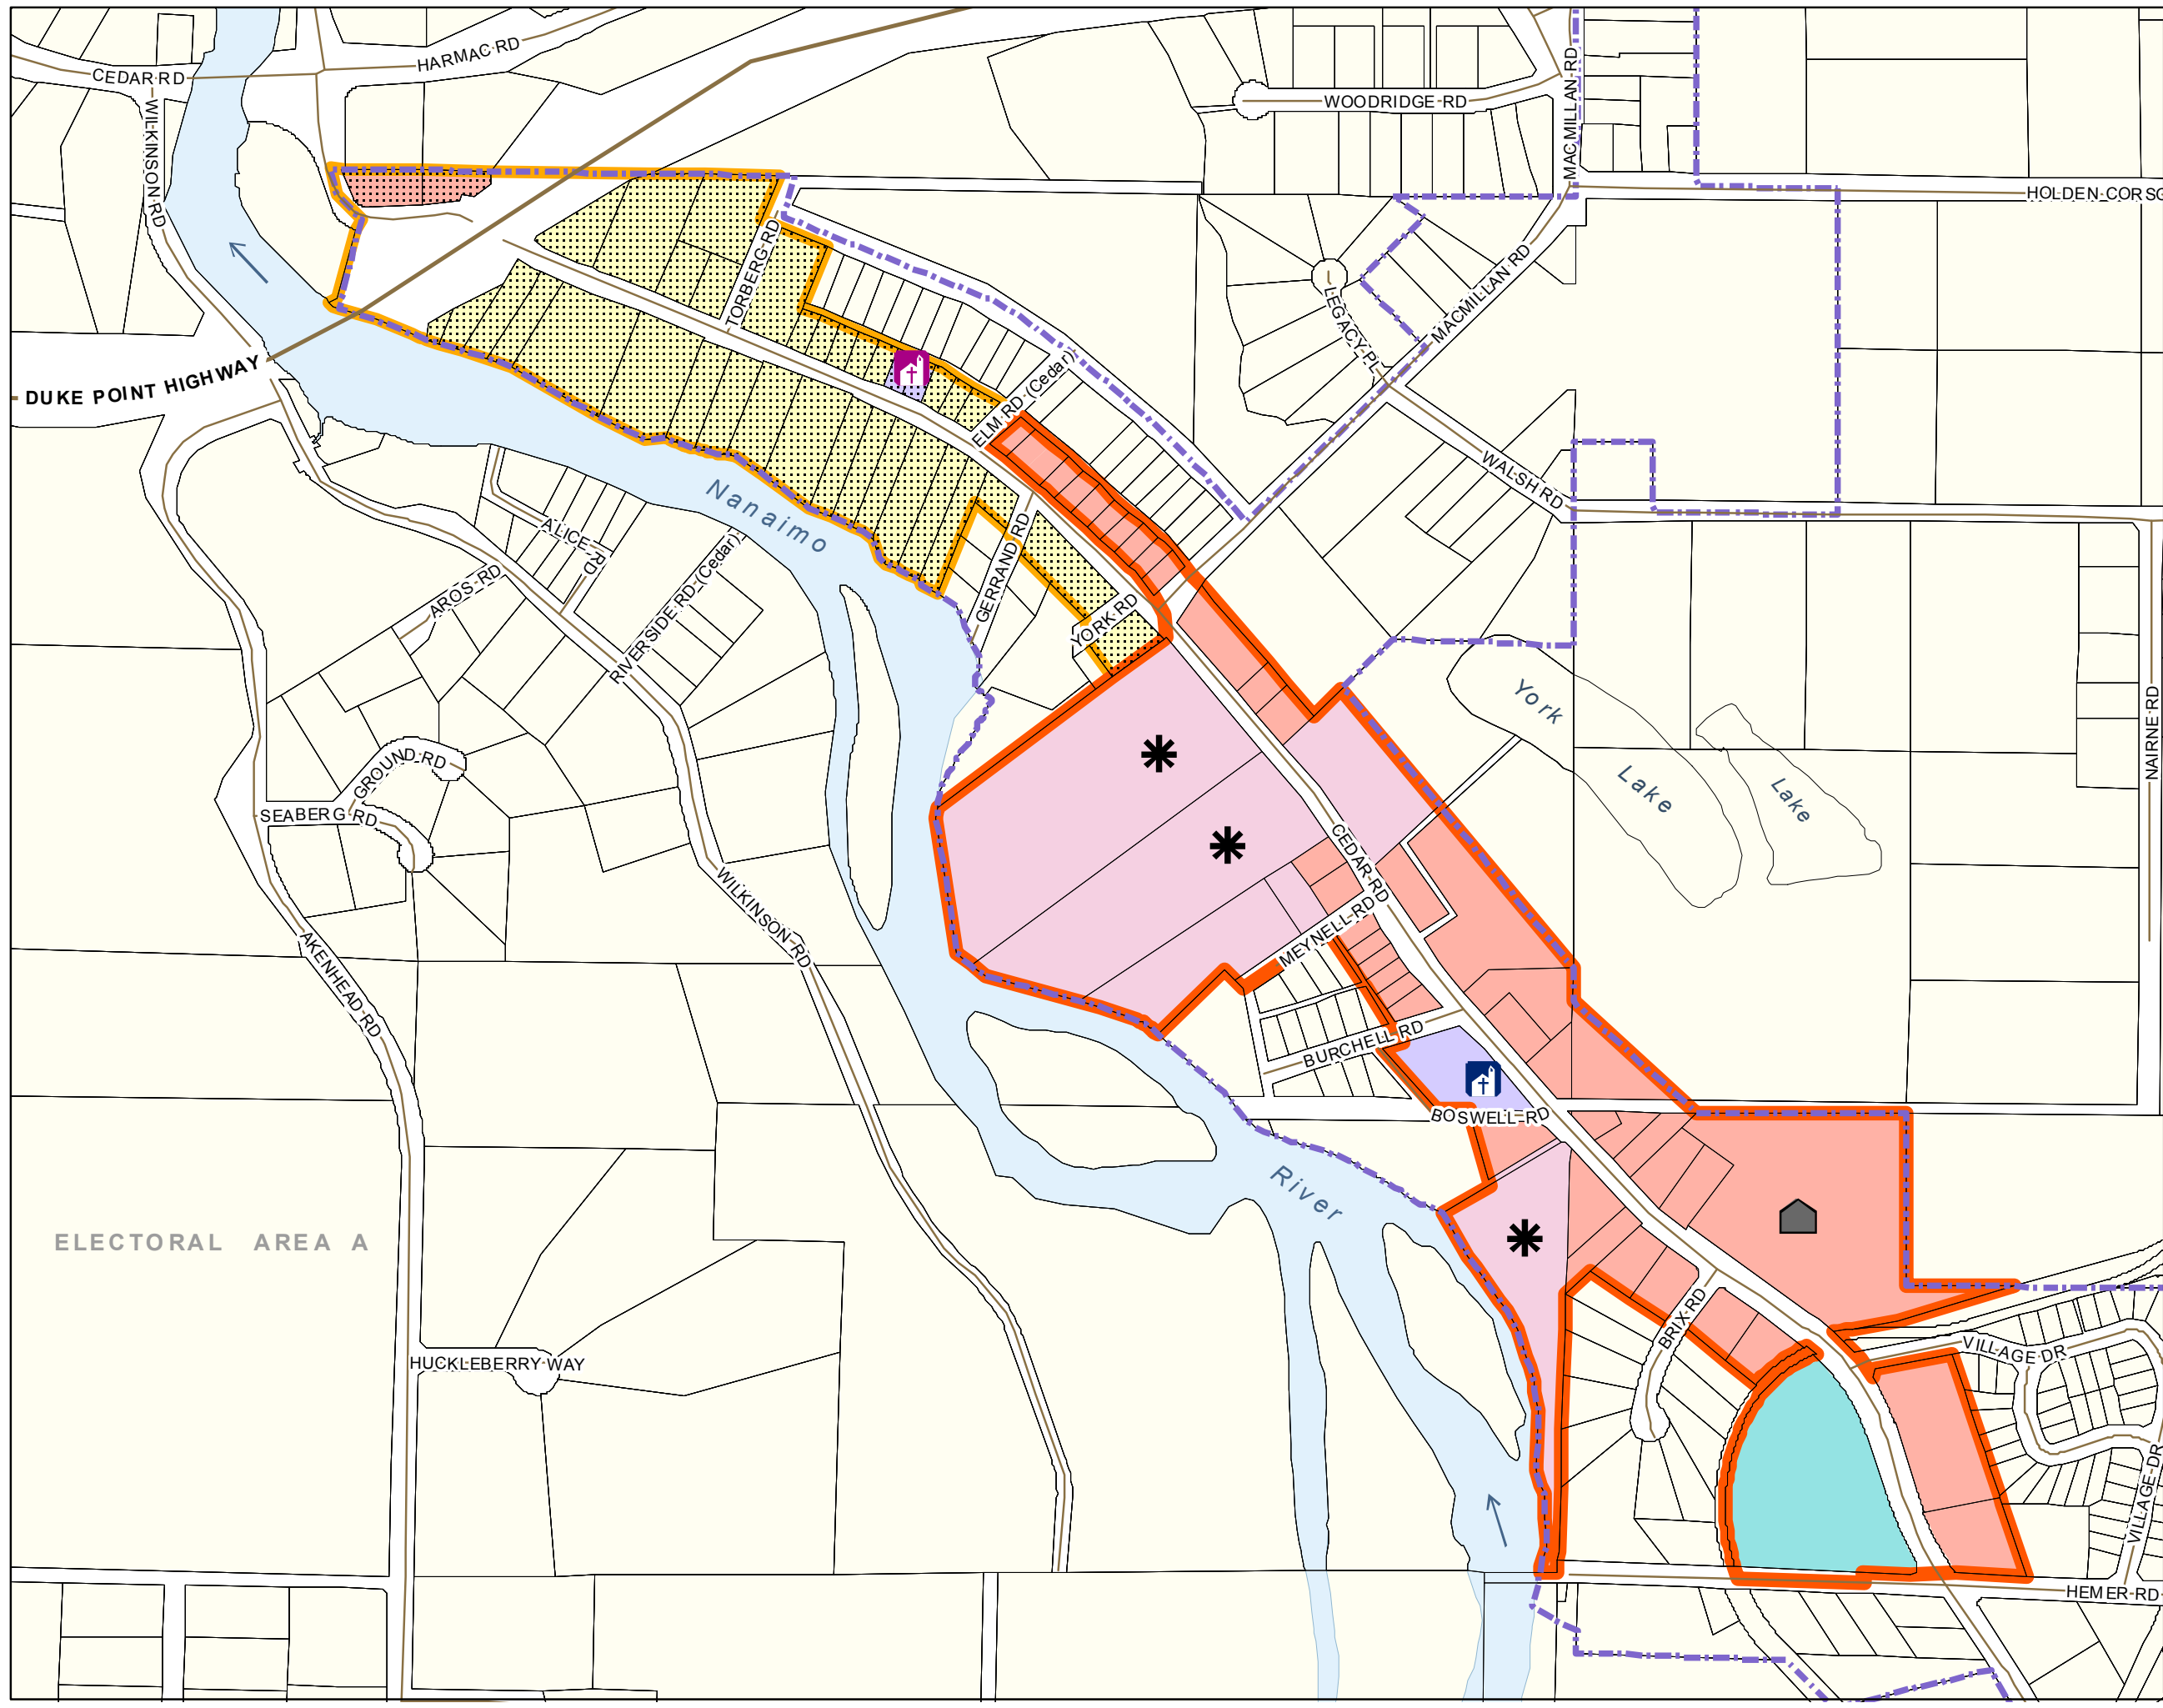 HARMAC RD
CEDAR RD
WILKINSON RD
WOODRIDGE RD
MACMILLAN RD
HOLDEN CORSO
TORBERG RD
LEGACY PL
MACMILLAN RD
DUKE POINT HIGHWAY
ELM RD (Cedar)
WALSH RD
Nanaimo
ALICE RD
GERRAND RD
AROS RD
RIVERSIDE RD (Cedar)
YORK RD
York
Lake
Lake
NAIRNE RD
GROUND RD
SEABERG RD
CEDAR RD
WILKINSON RD
MEYNELL RD
AKENHEAD RD
BURCHELL RD
BOSWELL RD
River
ELECTORAL AREA A
BRIX RD
VILLAGE DR
HUCKLEBERRY WAY
VILLAGE DR
HEMER RD